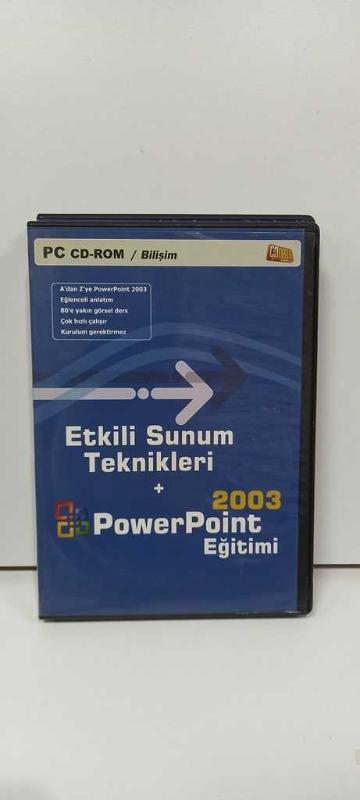 PC CD-ROM / Bilişim
A'dan Z'ye PowerPoint 2003
Eğlenceli anlatım
80'e yakın görsel ders
Çok hızlı çalışır
Kurulum gerektirmez
Etkili Sunum
Teknikleri
+
2003
PowerPoint
Eğitimi